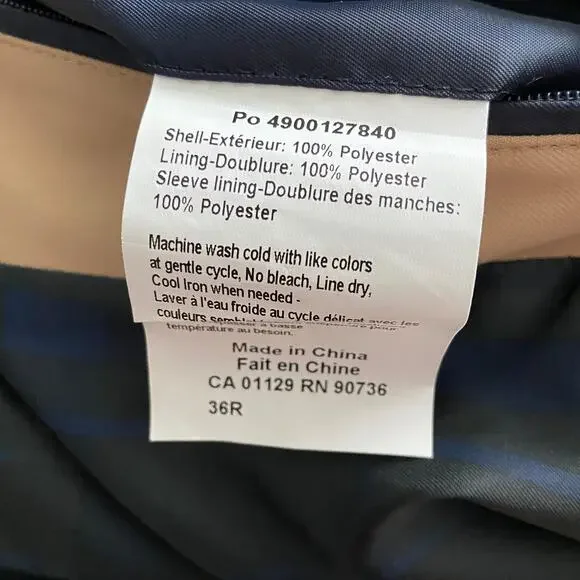 Po 4900127840
Shell-Extérieur: 100% Polyester
Lining-Doublure: 100% Polyester
Sleeve lining-Doublure des manches:
100% Polyester
Machine wash cold with like colors
at gentle cycle, No bleach, Line dry,
Cool Iron when needed -
Laver à l'eau froide au cycle délicat avec les
couleurs
température au besoin.
Made in China
Fait en Chine
CA 01129 RN 90736
36R